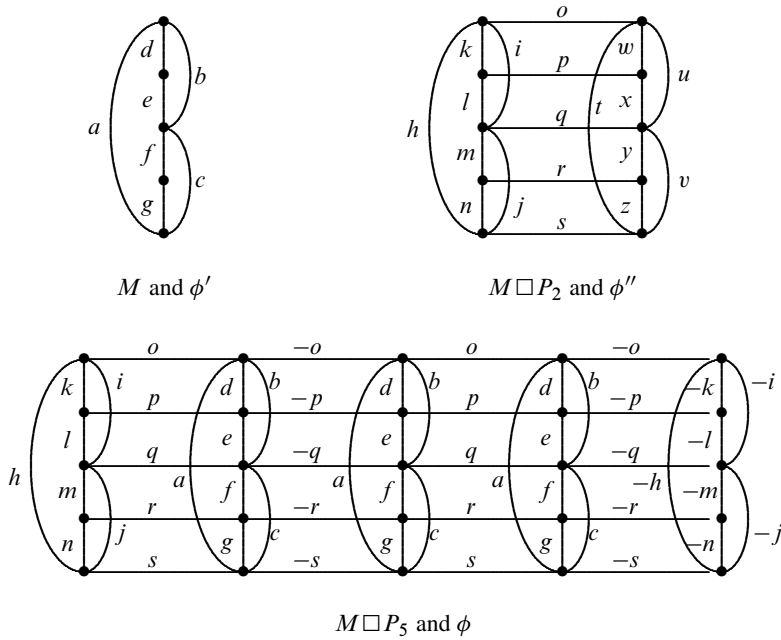 o
d k i w
p
b u
e l x
a h q t
f m y
r
c j v
g n z
s
M and ϕ′ M □ P₂ and ϕ″
o −o o −o
k i d b d b d b −k −i
p −p p −p
l e e e −l
q −q q −q
h a a a −h
m f f f −m
r −r r −r
n j g c g c g c −n −j
s −s s −s
M □ P₅ and ϕ